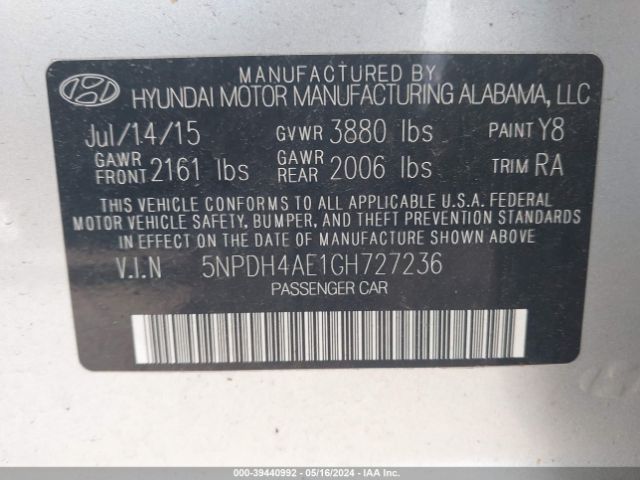 MANUFACTURED BY
HYUNDAI MOTOR MANUFACTURING ALABAMA, LLC
Jul/14/15 GVWR 3880 lbs PAINT Y8
GAWR FRONT 2161 lbs GAWR REAR 2006 lbs TRIM RA
THIS VEHICLE CONFORMS TO ALL APPLICABLE U.S.A. FEDERAL
MOTOR VEHICLE SAFETY, BUMPER, AND THEFT PREVENTION STANDARDS
IN EFFECT ON THE DATE OF MANUFACTURE SHOWN ABOVE.
V.I.N 5NPDH4AE1GH727236
PASSENGER CAR
000-39440992 - 05/16/2024 - IAA Inc.